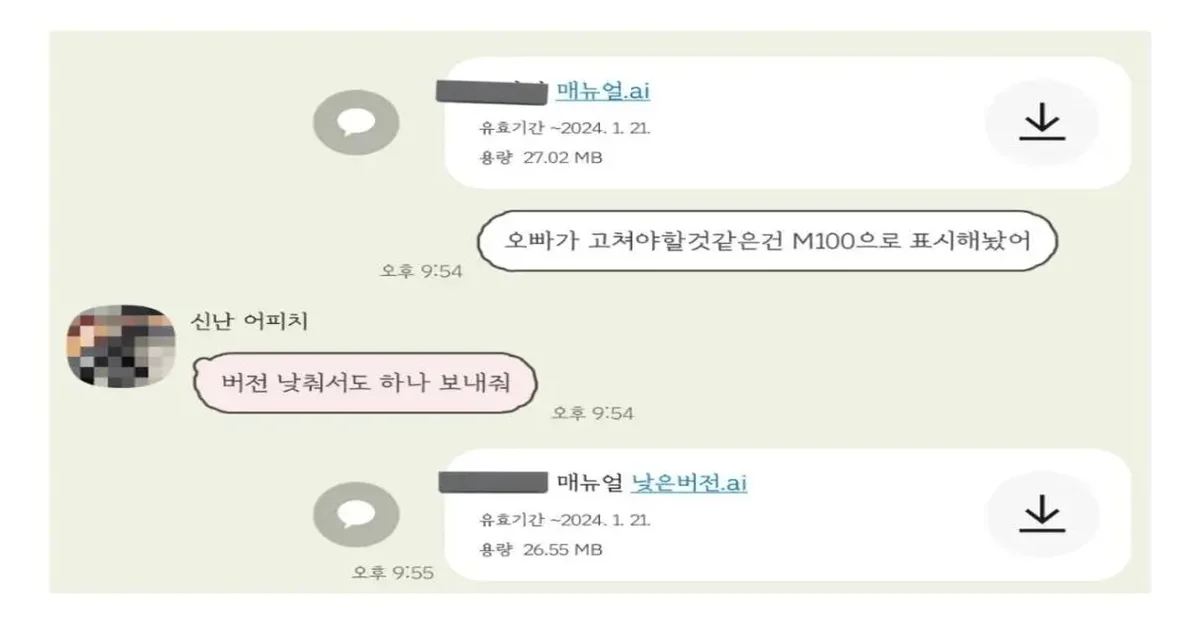 매뉴얼.ai
유효기간 ~2024. 1. 21.
용량 27.02 MB
오빠가 고쳐야할것같은건 M100으로 표시해놨어
오후 9:54
신난 어피치
버전 낮춰서도 하나 보내줘
오후 9:54
매뉴얼 낮은버전.ai
유효기간 ~2024. 1. 21.
용량 26.55 MB
오후 9:55